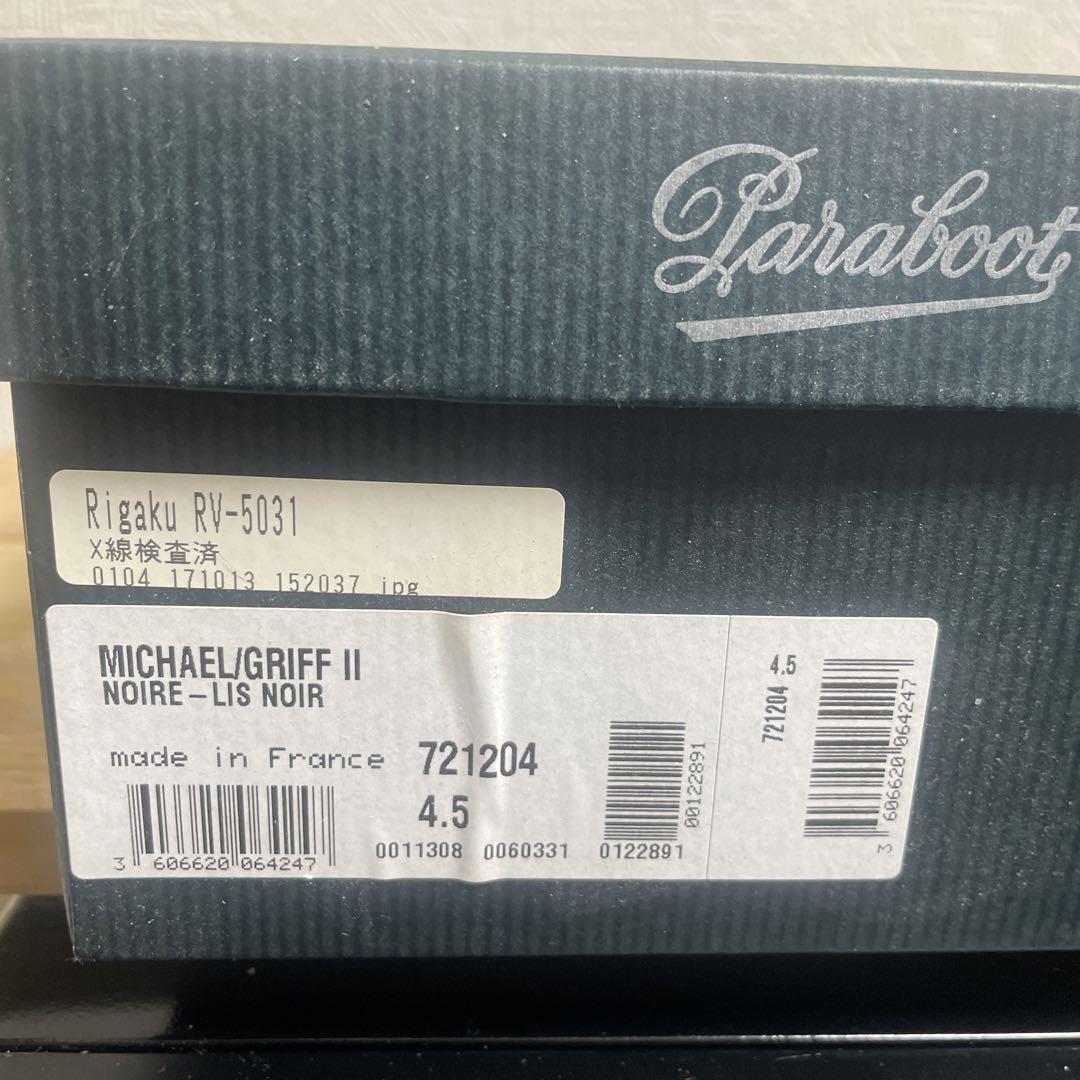 Paraboot
Rigaku RV-5031
X線検査済
0104 171013 152037 jpg
MICHAEL/GRIFF II
NOIRE-LIS NOIR
made in France 721204
4.5
3 606620 064247
0011308 0060331 0122891
00122891
721204 4.5
3 606620 064247